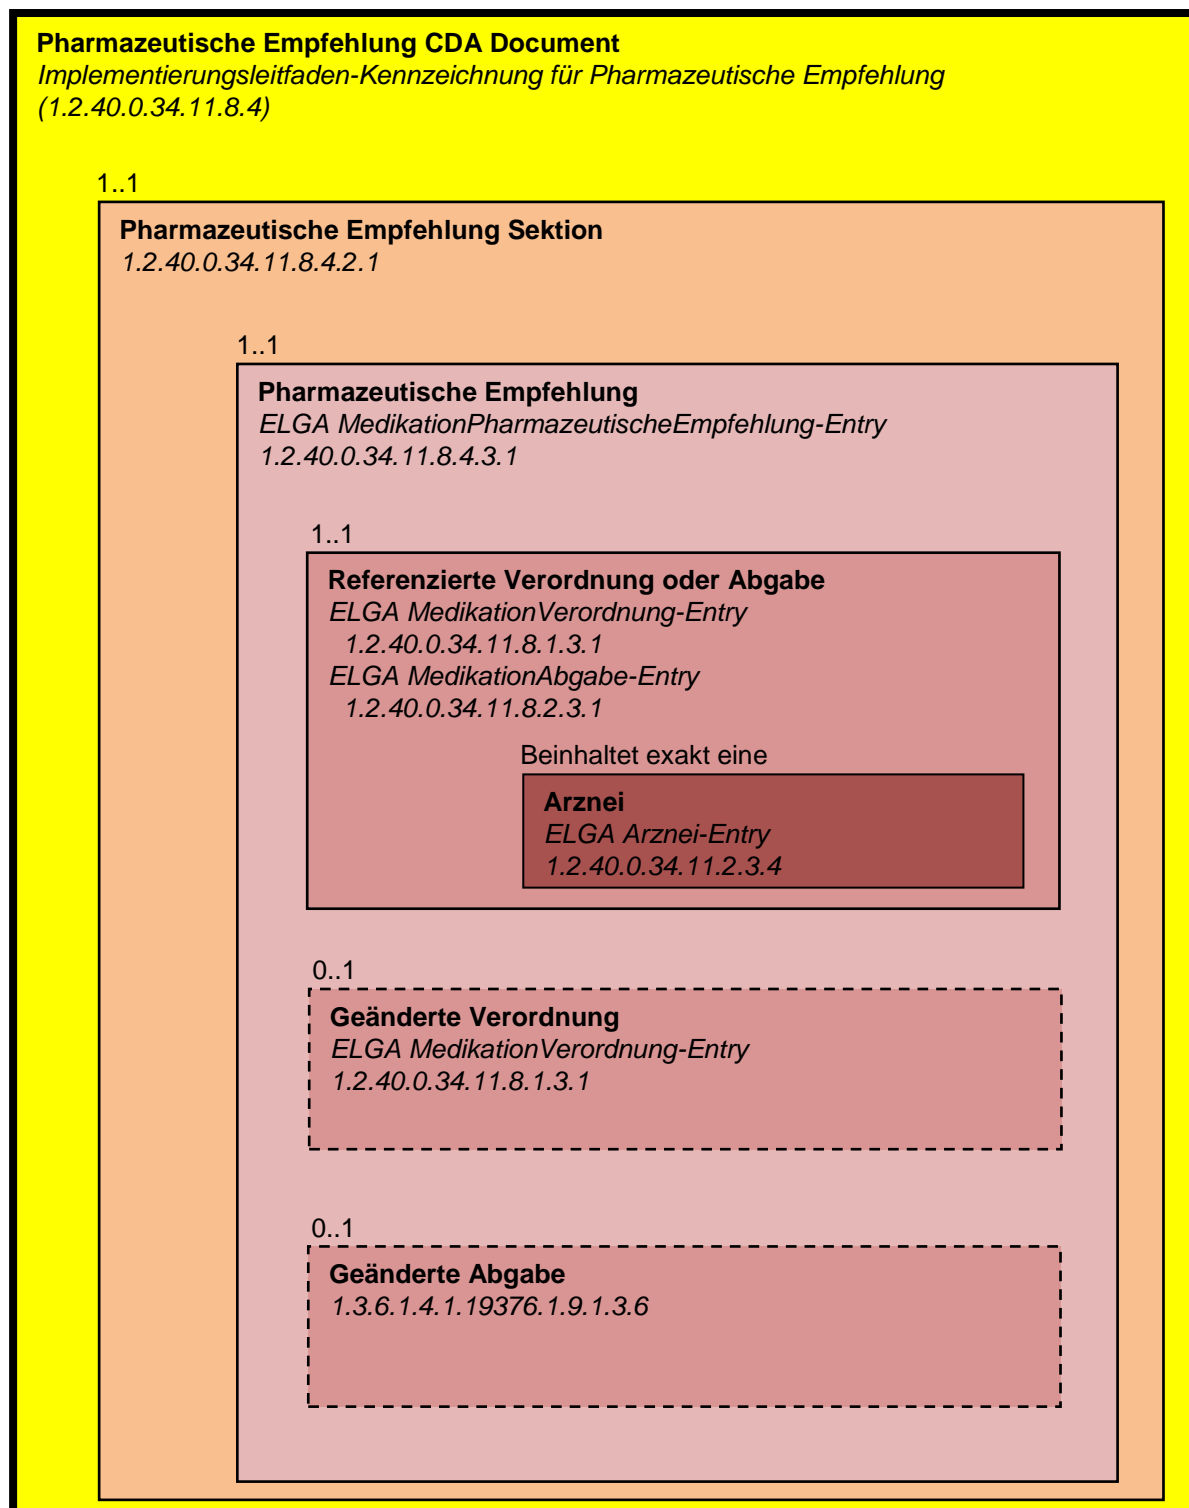 Pharmazeutische Empfehlung CDA Document
Implementierungsleitfaden-Kennzeichnung für Pharmazeutische Empfehlung
(1.2.40.0.34.11.8.4)
1..1
Pharmazeutische Empfehlung Sektion
1.2.40.0.34.11.8.4.2.1
1..1
Pharmazeutische Empfehlung
ELGA MedikationPharmazeutischeEmpfehlung-Entry
1.2.40.0.34.11.8.4.3.1
1..1
Referenzierte Verordnung oder Abgabe
ELGA MedikationVerordnung-Entry
1.2.40.0.34.11.8.1.3.1
ELGA MedikationAbgabe-Entry
1.2.40.0.34.11.8.2.3.1
Beinhaltet exakt eine
Arznei
ELGA Arznei-Entry
1.2.40.0.34.11.2.3.4
0..1
Geänderte Verordnung
ELGA MedikationVerordnung-Entry
1.2.40.0.34.11.8.1.3.1
0..1
Geänderte Abgabe
1.3.6.1.4.1.19376.1.9.1.3.6